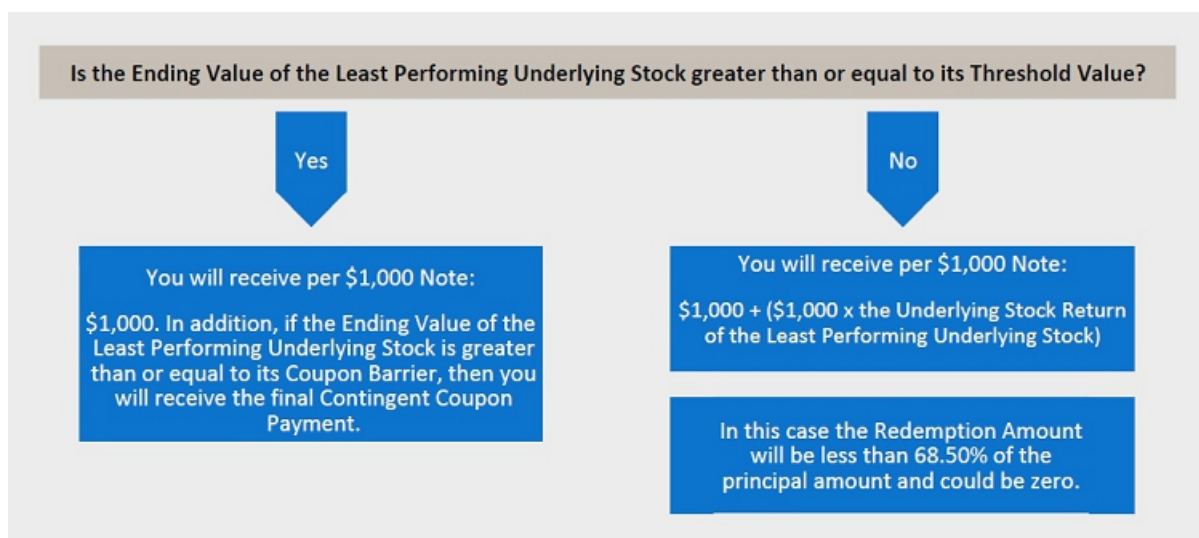 Is the Ending Value of the Least Performing Underlying Stock greater than or equal to its Threshold Value?
Yes
No
You will receive per $1,000 Note:
$1,000. In addition, if the Ending Value of the
Least Performing Underlying Stock is greater
than or equal to its Coupon Barrier, then you
will receive the final Contingent Coupon
Payment.
You will receive per $1,000 Note:
$1,000 + ($1,000 x the Underlying Stock Return
of the Least Performing Underlying Stock)
In this case the Redemption Amount
will be less than 68.50% of the
principal amount and could be zero.